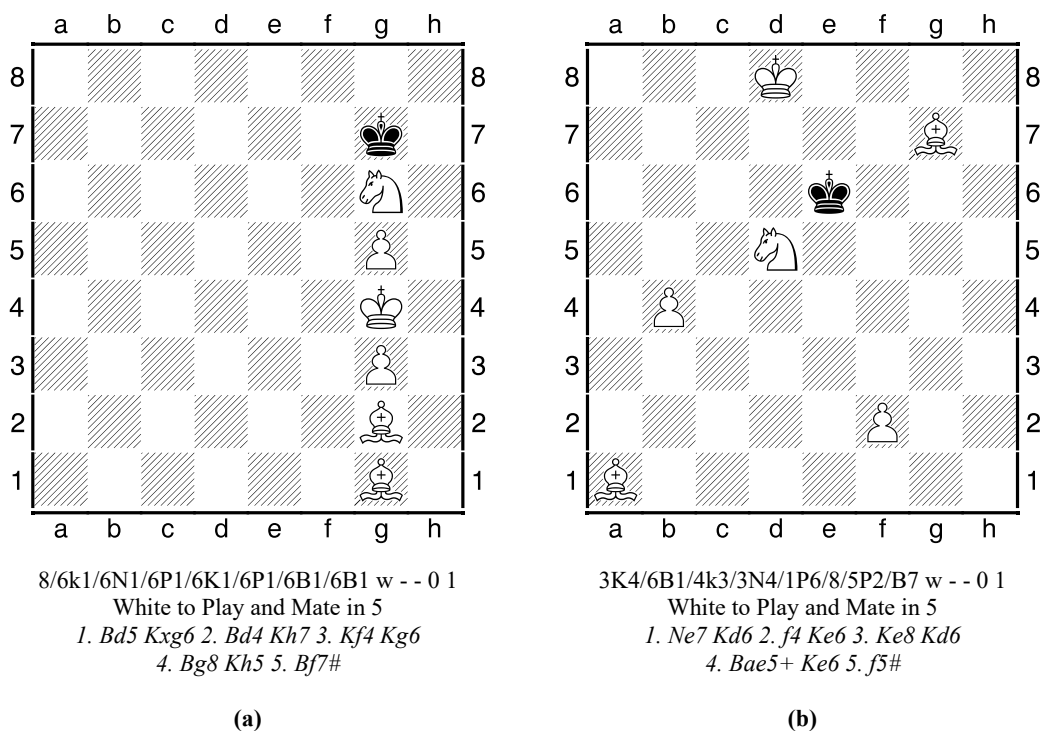 a b c d e f g h
8 8
7 7
6 6
5 5
4 4
3 3
2 2
1 1
a b c d e f g h
8/6k1/6N1/6P1/6K1/6P1/6B1/6B1 w - - 0 1
White to Play and Mate in 5
1. Bd5 Kxg6 2. Bd4 Kh7 3. Kf4 Kg6
4. Bg8 Kh5 5. Bf7#
(a)
a b c d e f g h
8 8
7 7
6 6
5 5
4 4
3 3
2 2
1 1
a b c d e f g h
3K4/6B1/4k3/3N4/1P6/8/5P2/B7 w - - 0 1
White to Play and Mate in 5
1. Ne7 Kd6 2. f4 Ke6 3. Ke8 Kd6
4. Bae5+ Ke6 5. f5#
(b)